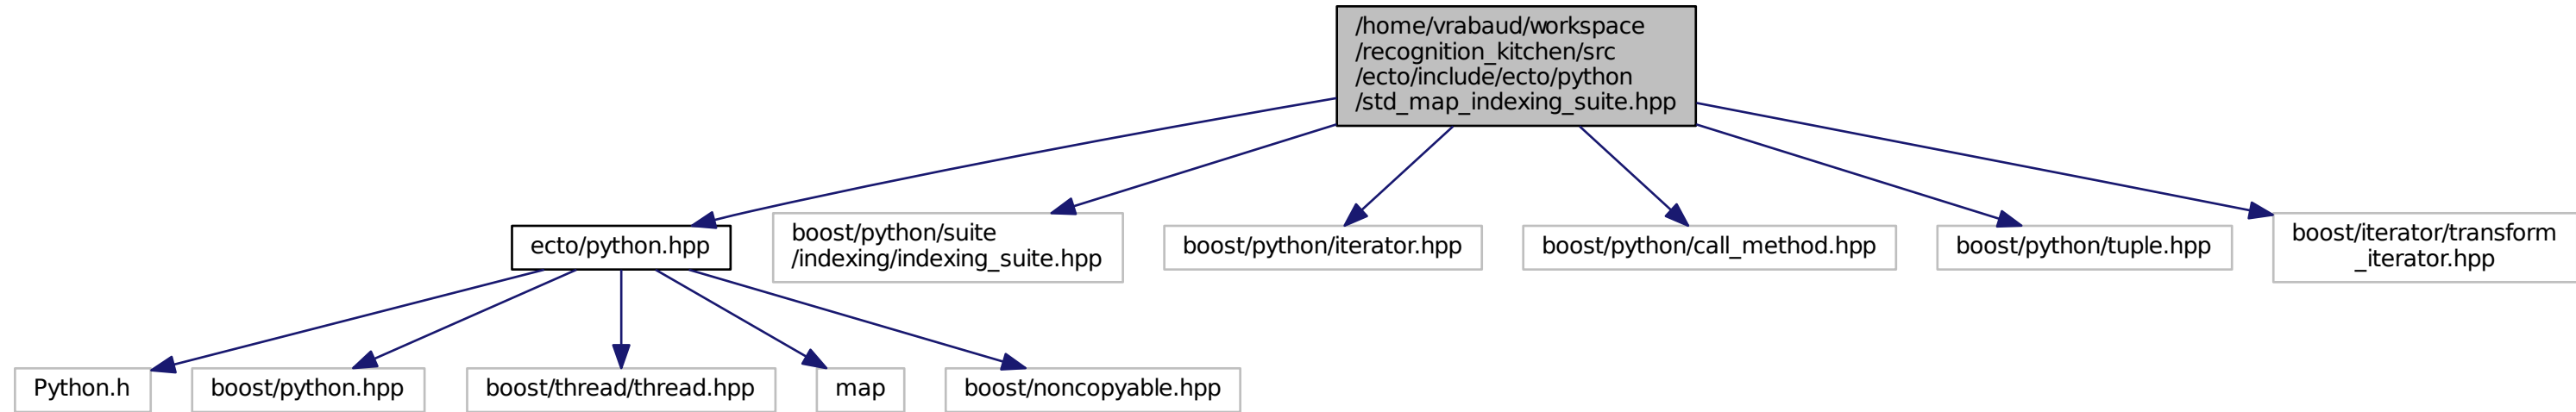 /home/vrabaud/workspace
/recognition_kitchen/src
/ecto/include/ecto/python
/std_map_indexing_suite.hpp
ecto/python.hpp
boost/python/suite
/indexing/indexing_suite.hpp
boost/python/iterator.hpp
boost/python/call_method.hpp
boost/python/tuple.hpp
boost/iterator/transform
_iterator.hpp
Python.h
boost/python.hpp
boost/thread/thread.hpp
map
boost/noncopyable.hpp